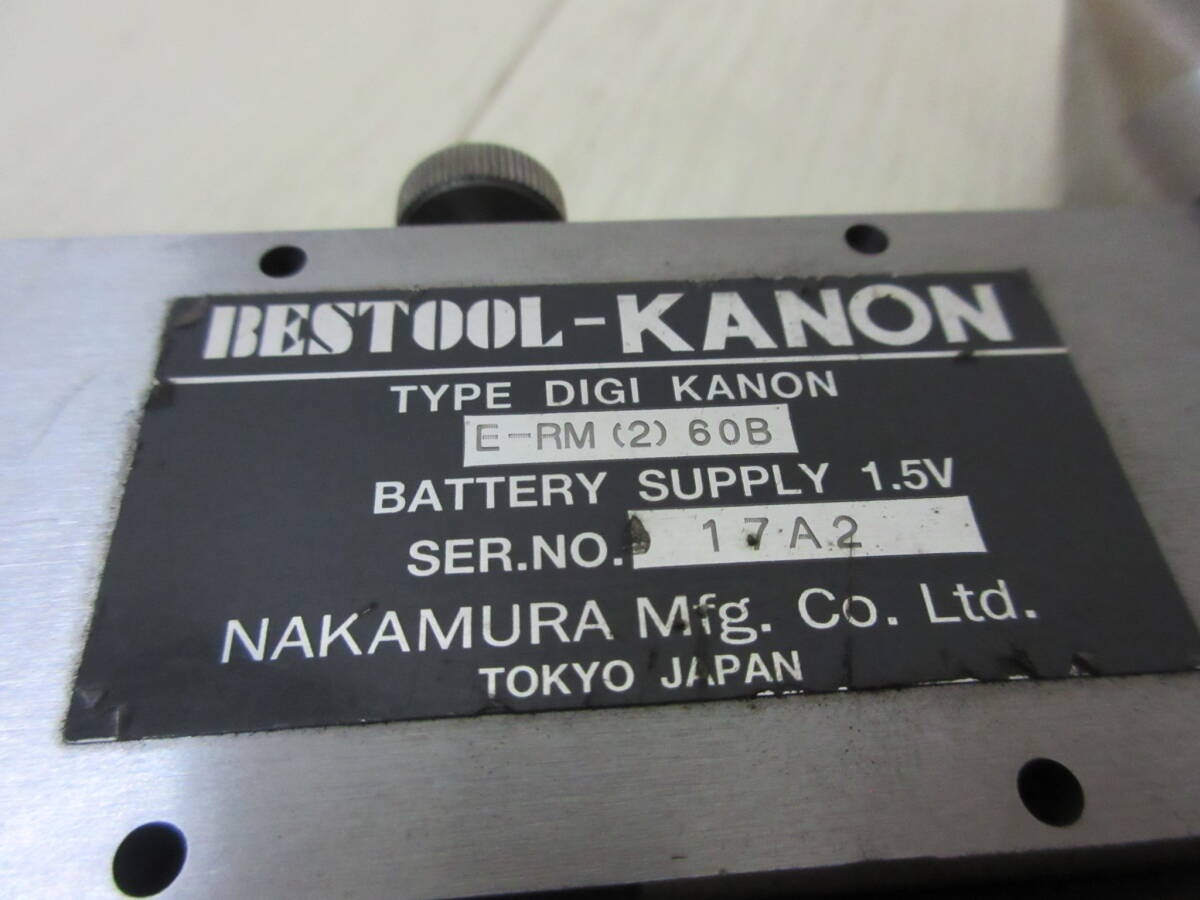 BESTOOL-KANON
TYPE DIGI KANON
E-RM(2)60B
BATTERY SUPPLY 1.5V
SER.NO. 17A2
NAKAMURA Mfg. Co. Ltd.
TOKYO JAPAN